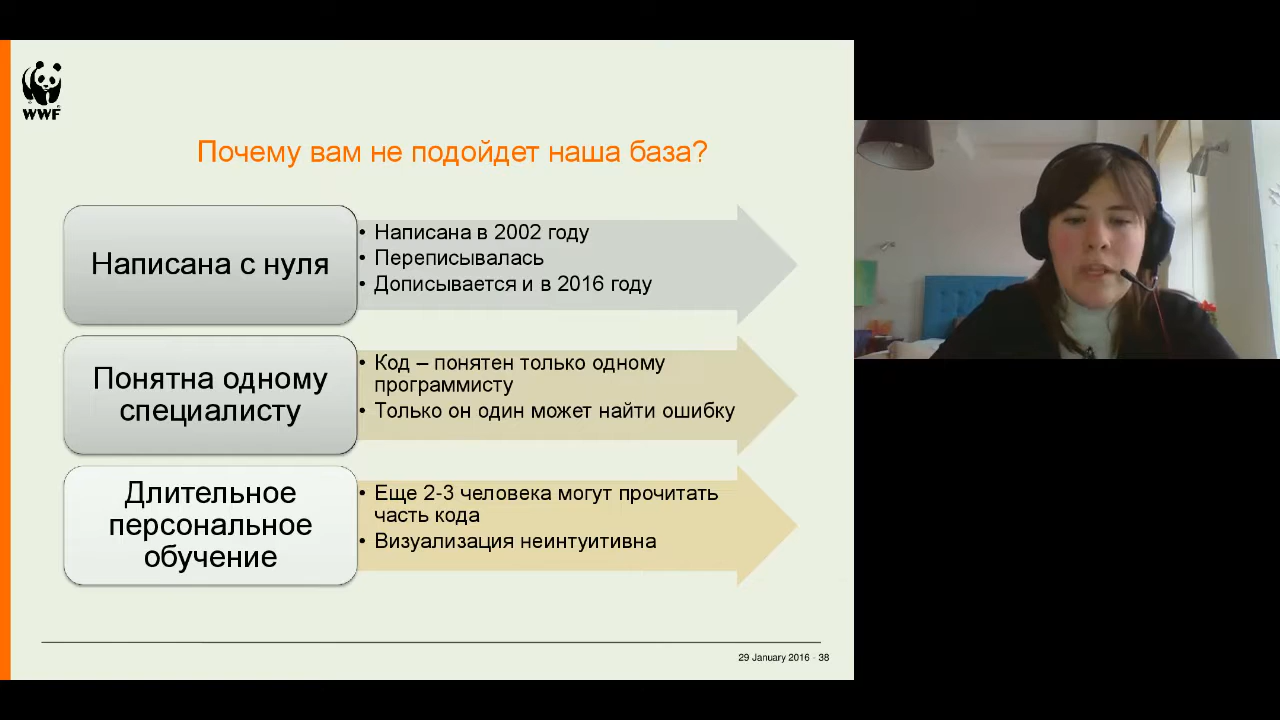 WWF
Почему вам не подойдет наша база?
Написана с нуля
• Написана в 2002 году
• Переписывалась
• Дописывается и в 2016 году
Понятна одному
специалисту
• Код – понятен только одному
программисту
• Только он один может найти ошибку
Длительное
персональное
обучение
• Еще 2-3 человека могут прочитать
часть кода
• Визуализация неинтуитивна
29 January 2016 - 38